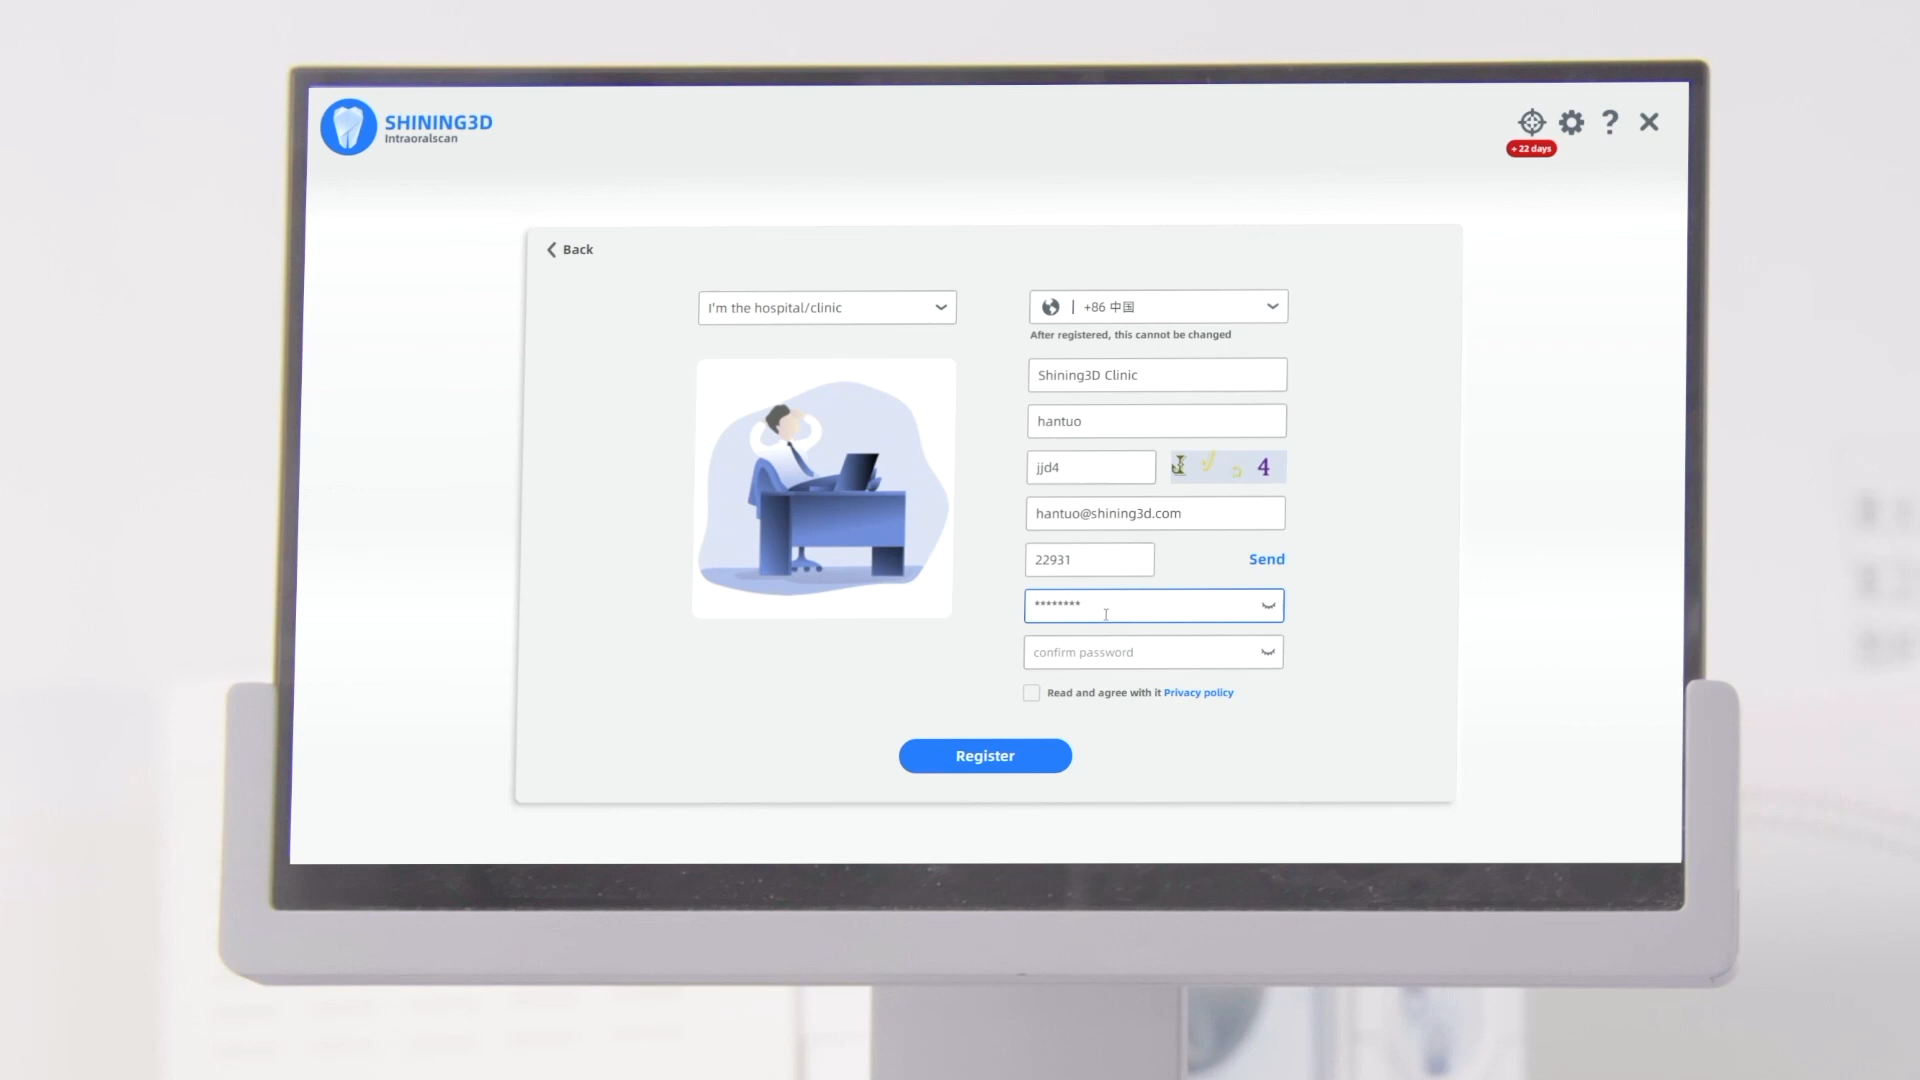 SHINING3D
Intraoralscan
+ 22 days
?
Back
I'm the hospital/clinic
+86 中国
After registered, this cannot be changed
Shining3D Clinic
hantuo
jjd4
4
hantuo@shining3d.com
22931
Send
********
confirm password
Read and agree with it Privacy policy
Register